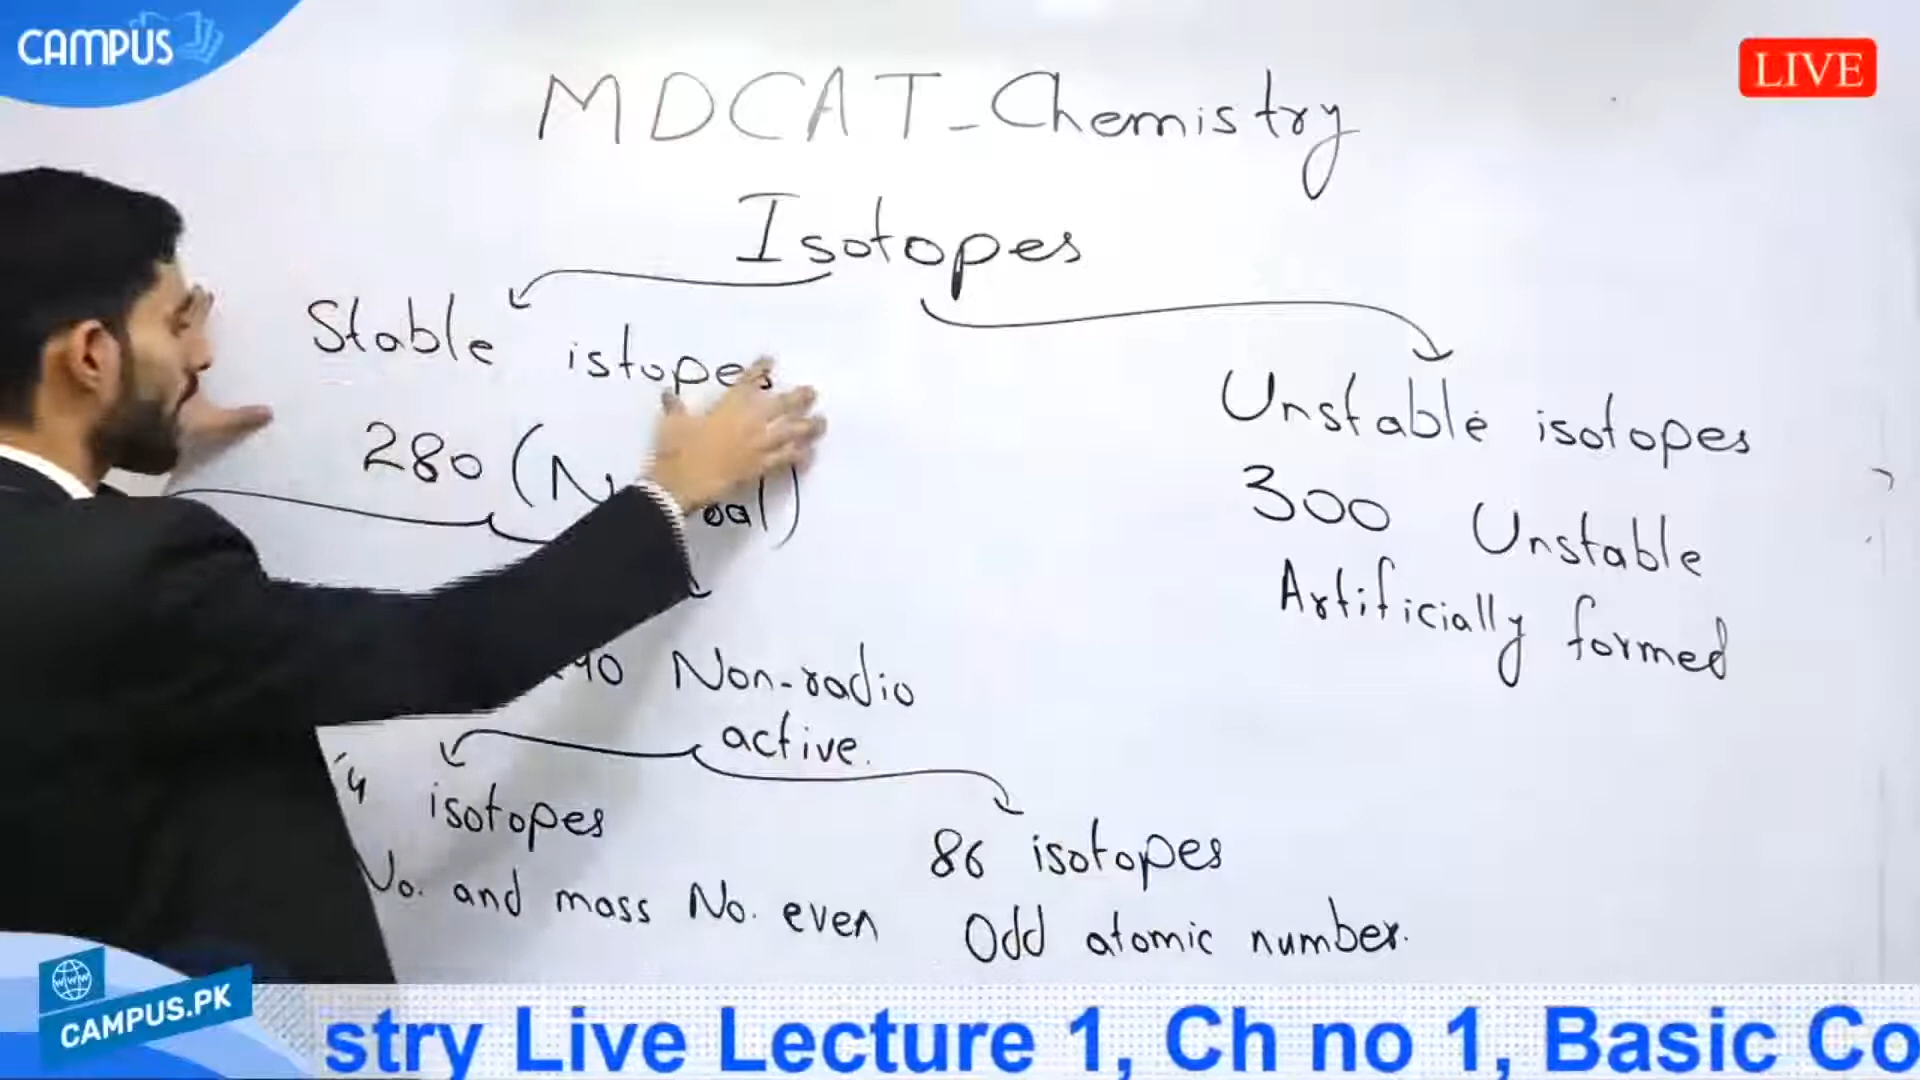 CAMPUS
LIVE
MDCAT-Chemistry
Isotopes
Stable istopes
280 (
Unstable isotopes
300 Unstable
Artificially formed
Non-radio
active.
isotopes
No. and mass No. even
86 isotopes
Odd atomic number.
www
CAMPUS.PK
stry Live Lecture 1, Ch no 1, Basic Co